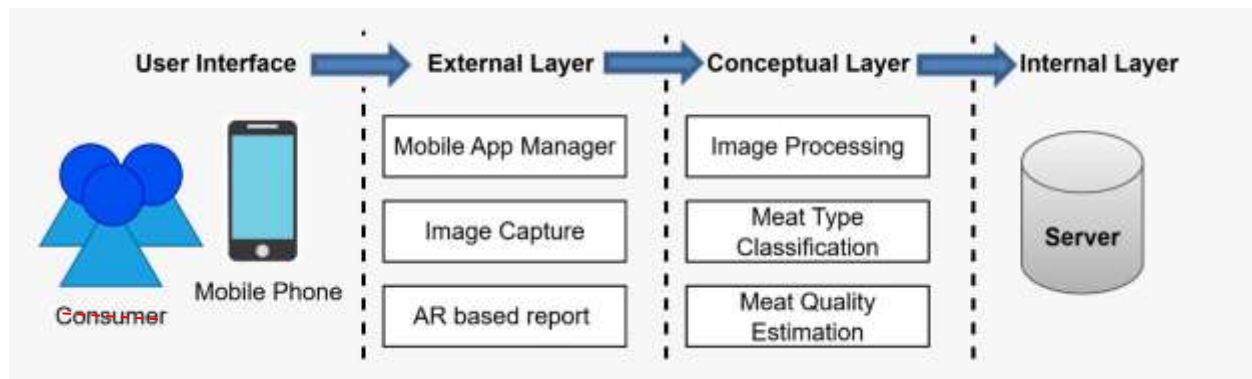 User Interface
External Layer
Conceptual Layer
Internal Layer
Mobile App Manager
Image Capture
AR based report
Image Processing
Meat Type
Classification
Meat Quality
Estimation
Server
Mobile Phone
Consumer